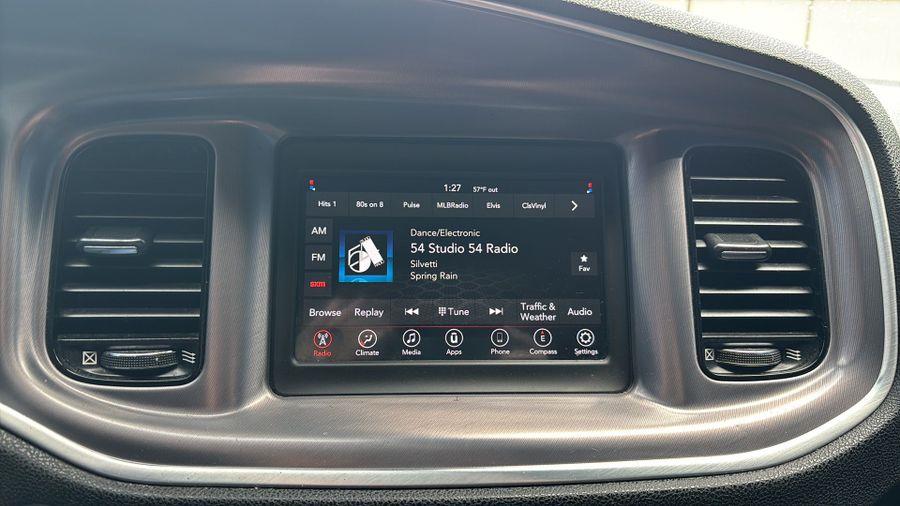 1:27 57°F out
Hits 1 80s on 8 Pulse MLBRadio Elvis ClsVinyl
AM
FM
sxm
Dance/Electronic
54 Studio 54 Radio
Silvetti
Spring Rain
Fav
Browse Replay Tune Traffic & Weather Audio
Radio Climate Media Apps Phone Compass Settings
E